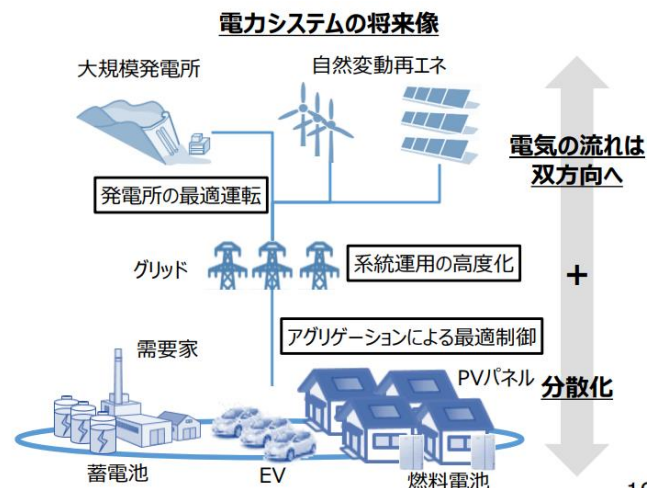 電力システムの将来像
大規模発電所
自然変動再エネ
電気の流れは
双方向へ
発電所の最適運転
グリッド
系統運用の高度化
+
アグリゲーションによる最適制御
需要家
PVパネル
分散化
蓄電池
EV
燃料電池